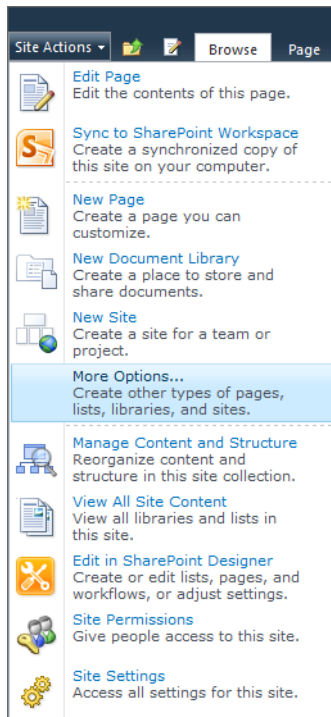 Site Actions Browse Page
Edit Page
Edit the contents of this page.
Sync to SharePoint Workspace
Create a synchronized copy of
this site on your computer.
New Page
Create a page you can
customize.
New Document Library
Create a place to store and
share documents.
New Site
Create a site for a team or
project.
More Options...
Create other types of pages,
lists, libraries, and sites.
Manage Content and Structure
Reorganize content and
structure in this site collection.
View All Site Content
View all libraries and lists in
this site.
Edit in SharePoint Designer
Create or edit lists, pages, and
workflows, or adjust settings.
Site Permissions
Give people access to this site.
Site Settings
Access all settings for this site.